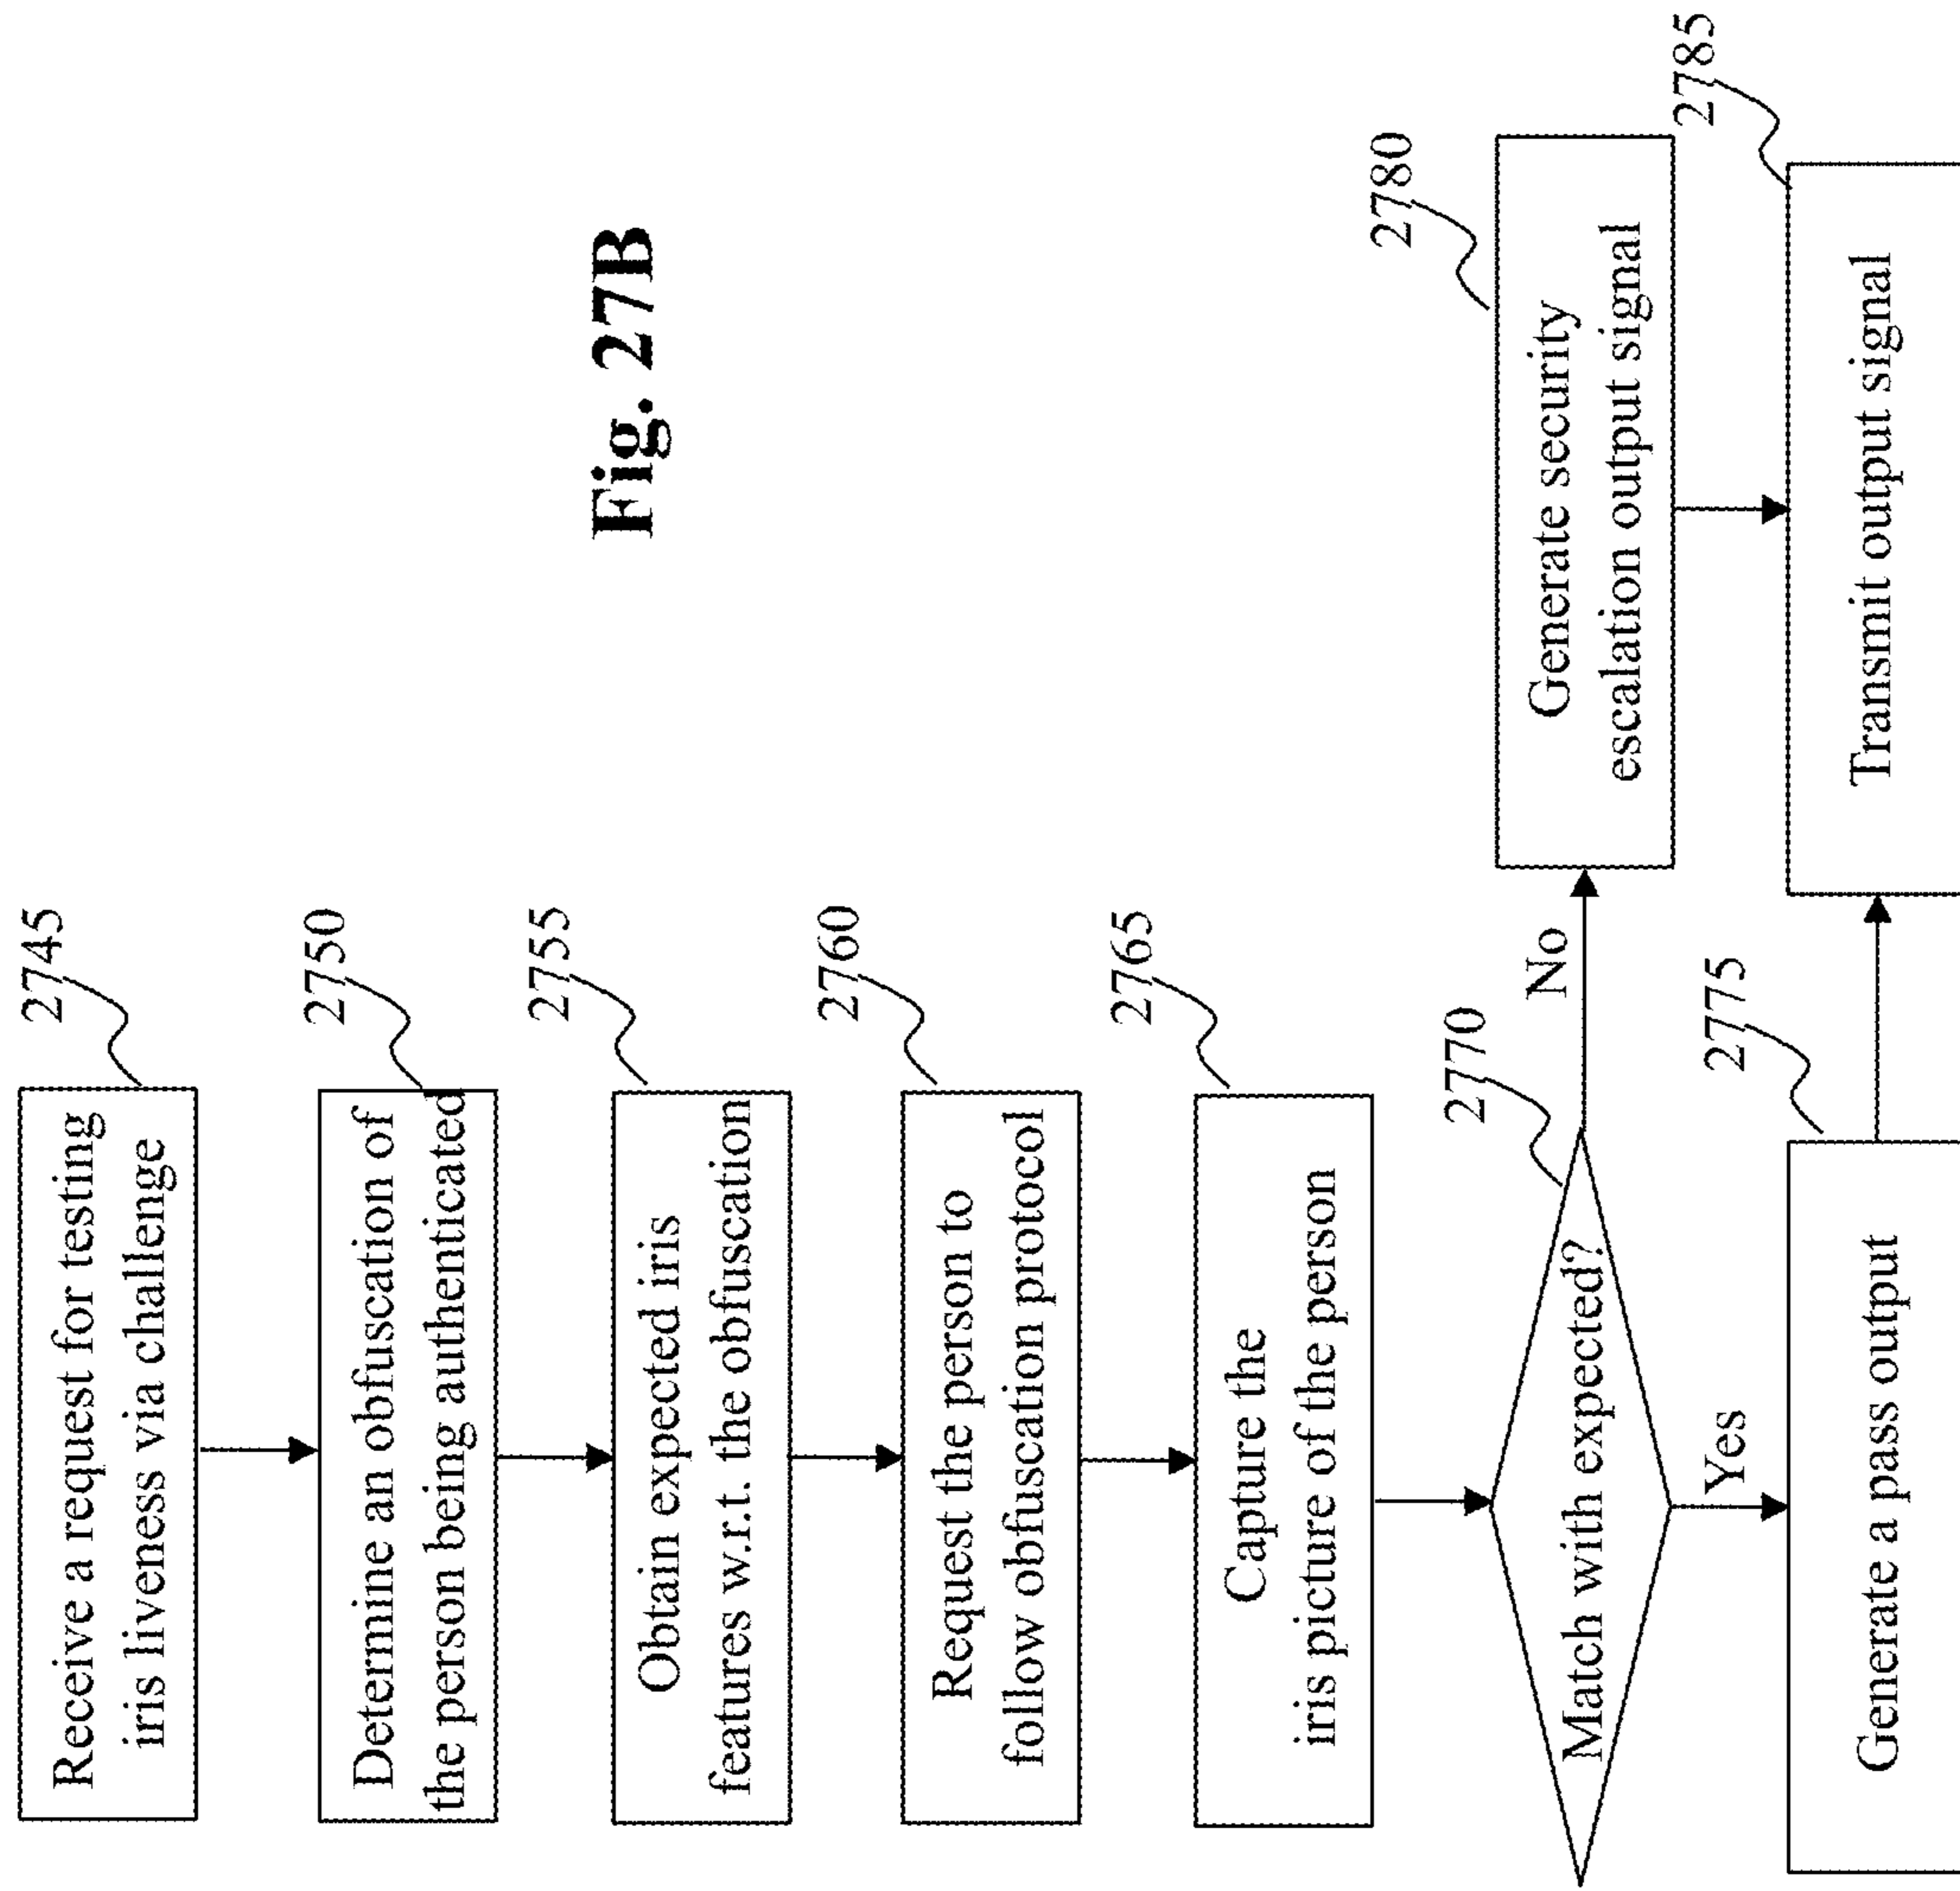 2745
Receive a request for testing
iris liveness via challenge
2750
Determine an obfuscation of
the person being authenticated
2755
Obtain expected iris
features w.r.t. the obfuscation
2760
Request the person to
follow obfuscation protocol
2765
Capture the
iris picture of the person
2770
Match with expected?
No
Yes
2780
Generate security
escalation output signal
2775
Generate a pass output
2785
Transmit output signal
Fig. 27B